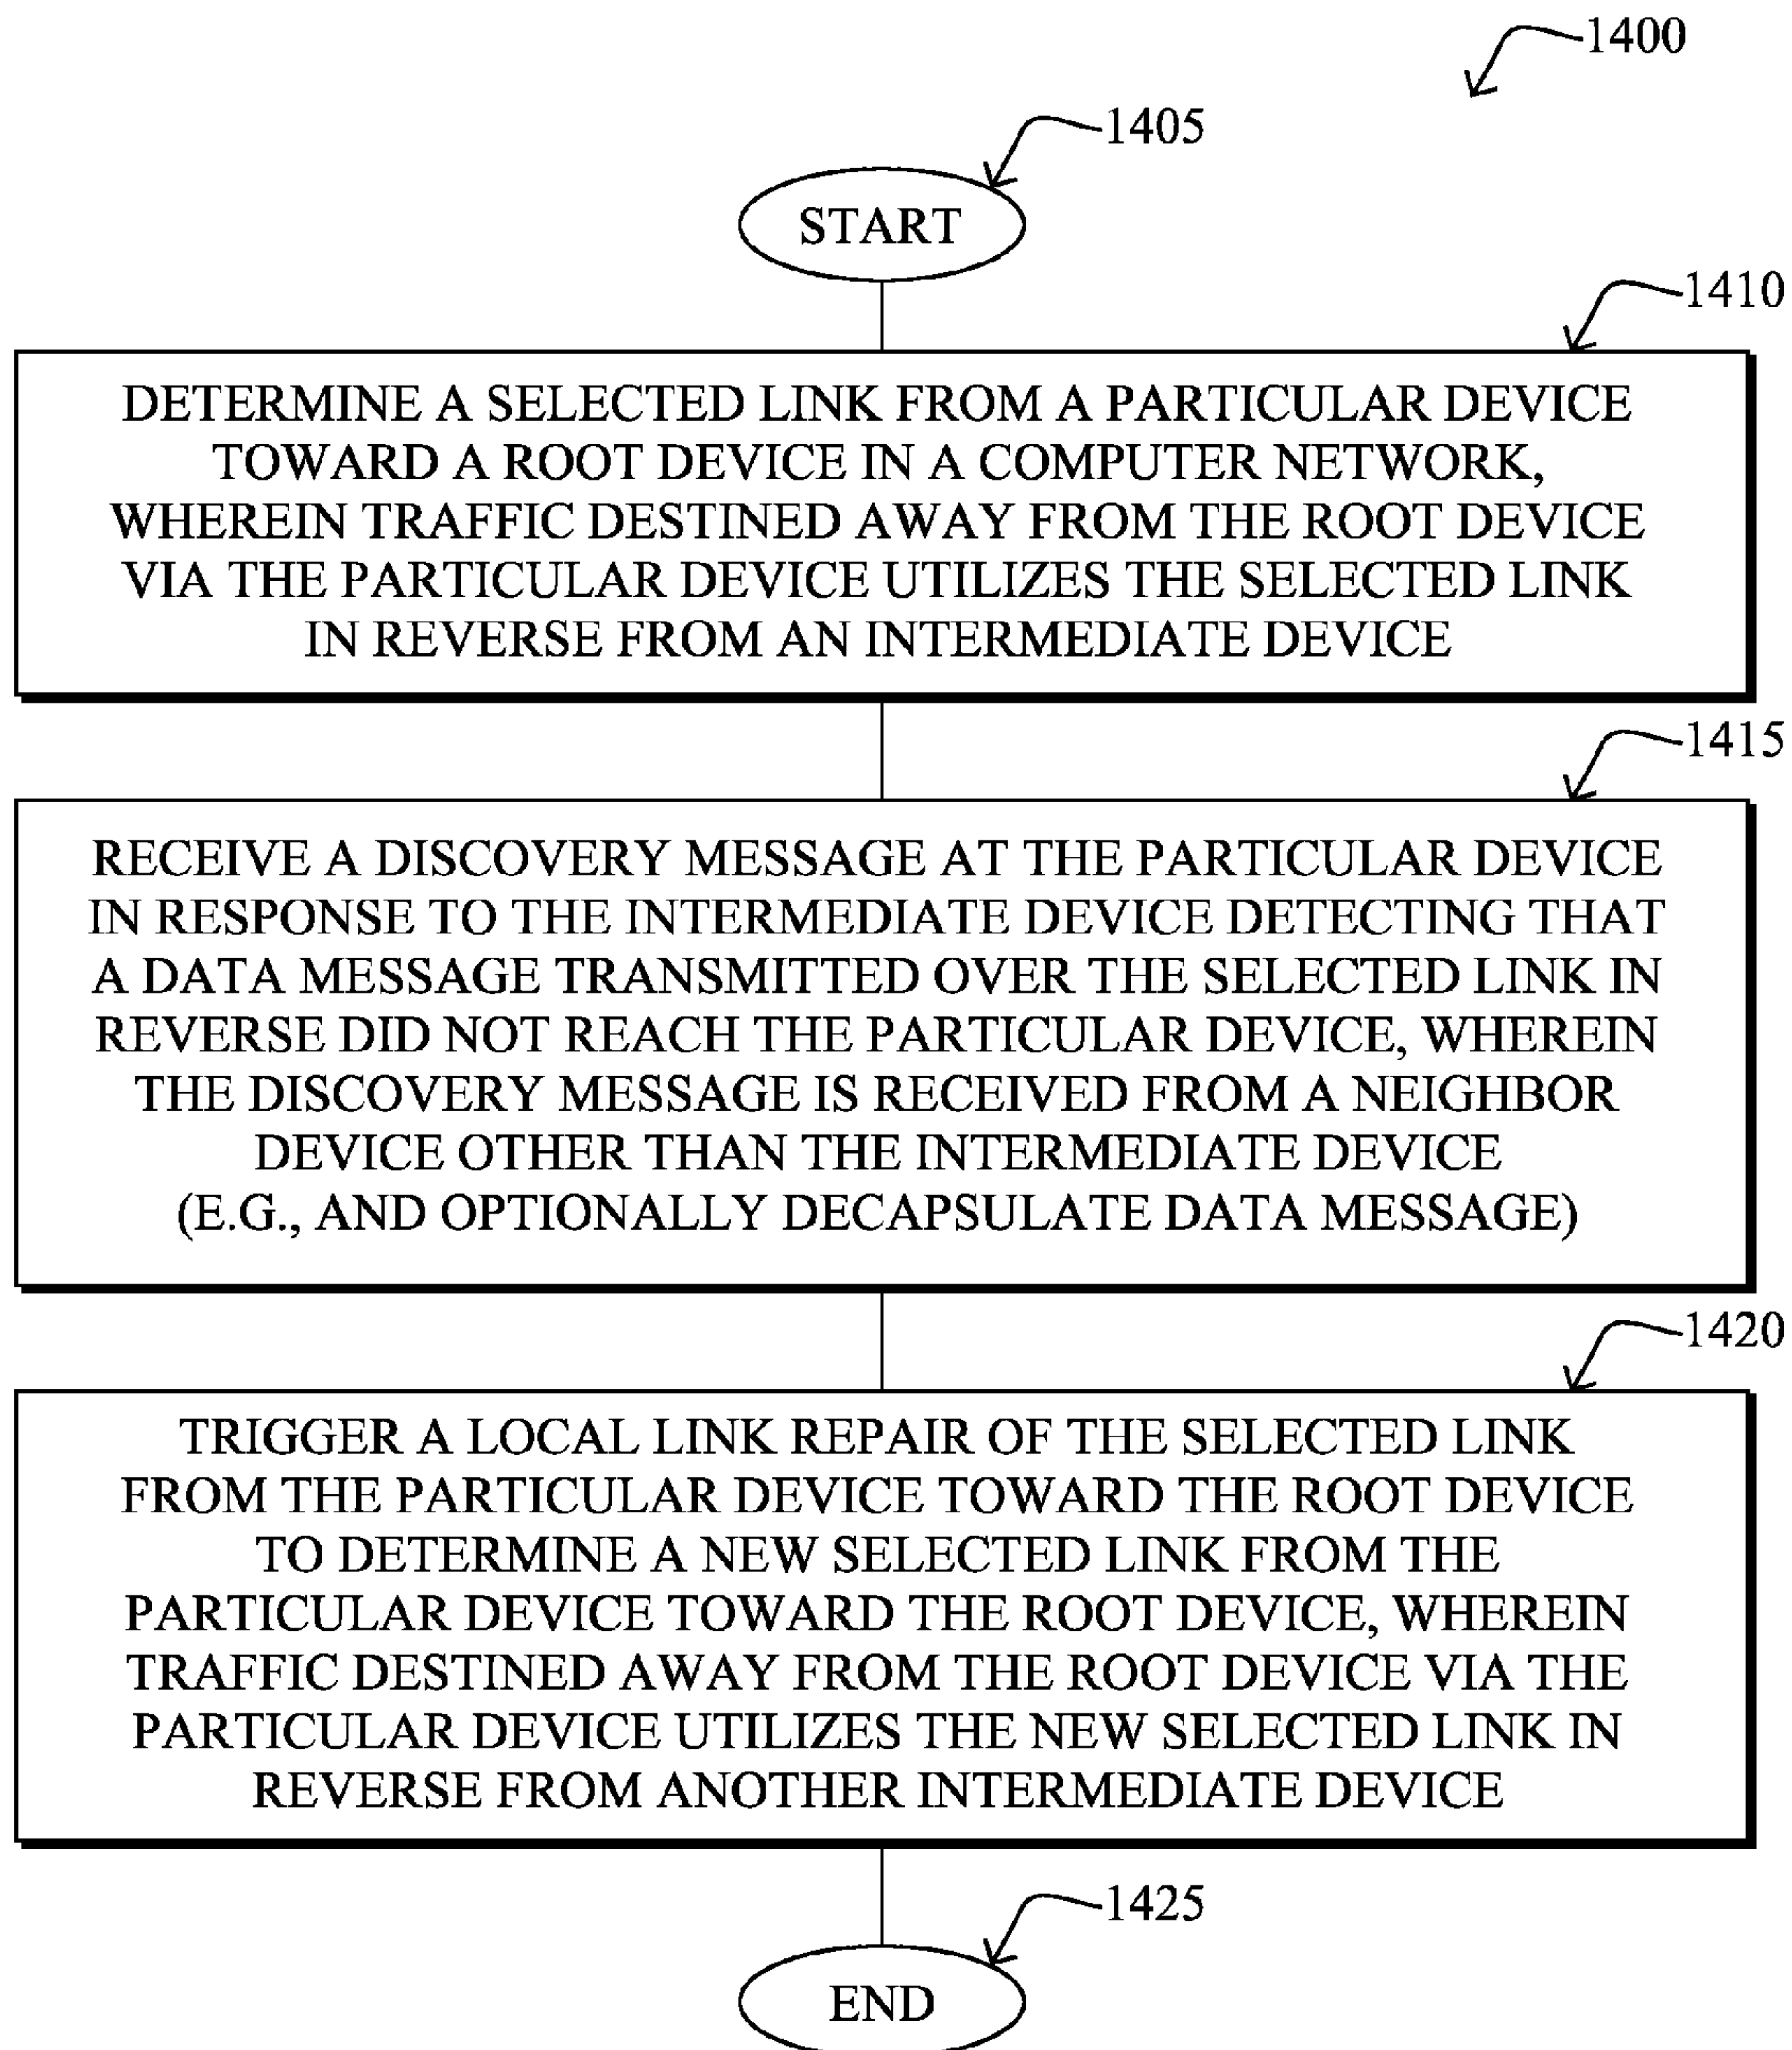 1400
1405
START
1410
DETERMINE A SELECTED LINK FROM A PARTICULAR DEVICE
TOWARD A ROOT DEVICE IN A COMPUTER NETWORK,
WHEREIN TRAFFIC DESTINED AWAY FROM THE ROOT DEVICE
VIA THE PARTICULAR DEVICE UTILIZES THE SELECTED LINK
IN REVERSE FROM AN INTERMEDIATE DEVICE
1415
RECEIVE A DISCOVERY MESSAGE AT THE PARTICULAR DEVICE
IN RESPONSE TO THE INTERMEDIATE DEVICE DETECTING THAT
A DATA MESSAGE TRANSMITTED OVER THE SELECTED LINK IN
REVERSE DID NOT REACH THE PARTICULAR DEVICE, WHEREIN
THE DISCOVERY MESSAGE IS RECEIVED FROM A NEIGHBOR
DEVICE OTHER THAN THE INTERMEDIATE DEVICE
(E.G., AND OPTIONALLY DECAPSULATE DATA MESSAGE)
1420
TRIGGER A LOCAL LINK REPAIR OF THE SELECTED LINK
FROM THE PARTICULAR DEVICE TOWARD THE ROOT DEVICE
TO DETERMINE A NEW SELECTED LINK FROM THE
PARTICULAR DEVICE TOWARD THE ROOT DEVICE, WHEREIN
TRAFFIC DESTINED AWAY FROM THE ROOT DEVICE VIA THE
PARTICULAR DEVICE UTILIZES THE NEW SELECTED LINK IN
REVERSE FROM ANOTHER INTERMEDIATE DEVICE
1425
END